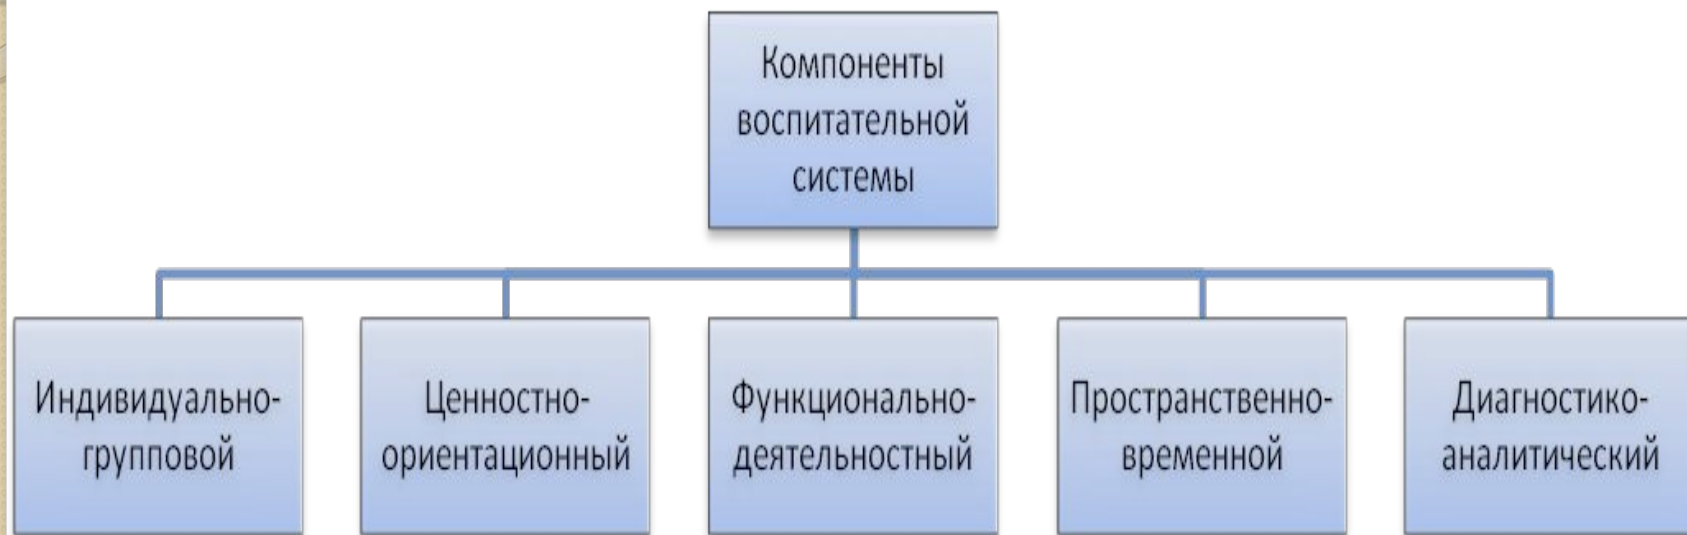 Компоненты
воспитательной
системы
Индивидуально-
групповой
Ценностно-
ориентационный
Функционально-
деятельностный
Пространственно-
временной
Диагностико-
аналитический